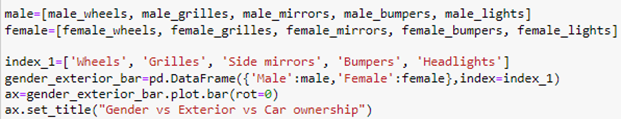 male=[male_wheels, male_grilles, male_mirrors, male_bumpers, male_lights]
female=[female_wheels, female_grilles, female_mirrors, female_bumpers, female_lights]
index_1=['Wheels', 'Grilles', 'Side mirrors', 'Bumpers', 'Headlights']
gender_exterior_bar=pd.DataFrame({'Male':male,'Female':female},index=index_1)
ax=gender_exterior_bar.plot.bar(rot=0)
ax.set_title("Gender vs Exterior vs Car ownership")